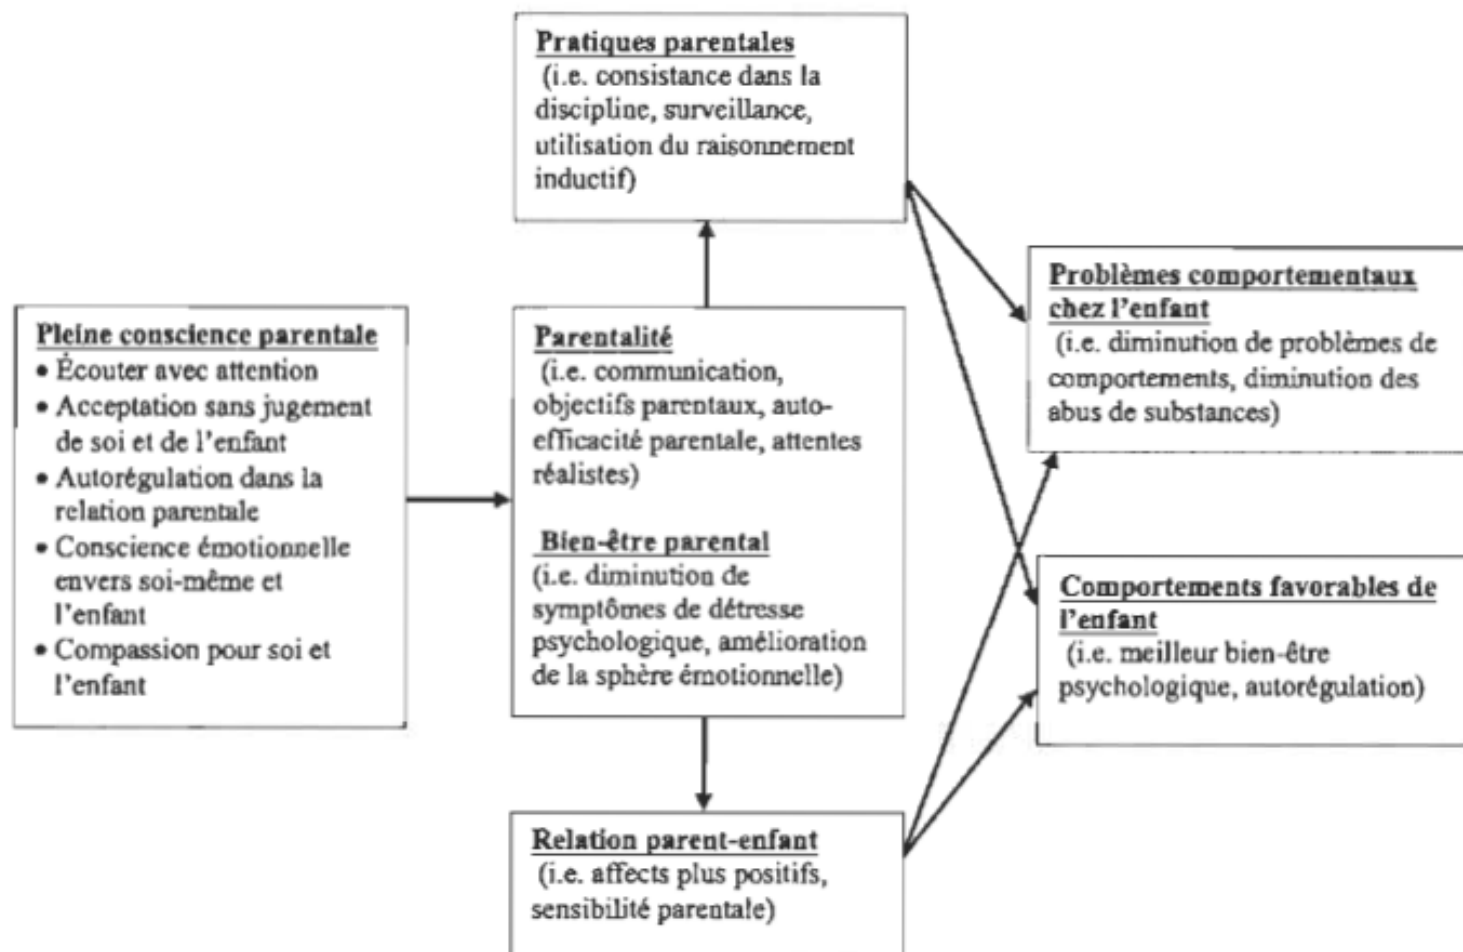 Pratiques parentales
(i.e. consistance dans la
discipline, surveillance,
utilisation du raisonnement
inductif)
Pleine conscience parentale
• Écouter avec attention
• Acceptation sans jugement
de soi et de l'enfant
• Autorégulation dans la
relation parentale
• Conscience émotionnelle
envers soi-même et
l'enfant
• Compassion pour soi et
l'enfant
Parentalité
(i.e. communication,
objectifs parentaux, auto-
efficacité parentale, attentes
réalistes)
Bien-être parental
(i.e. diminution de
symptômes de détresse
psychologique, amélioration
de la sphère émotionnelle)
Relation parent-enfant
(i.e. affects plus positifs,
sensibilité parentale)
Problèmes comportementaux
chez l'enfant
(i.e. diminution de problèmes de
comportements, diminution des
abus de substances)
Comportements favorables de
l'enfant
(i.e. meilleur bien-être
psychologique, autorégulation)